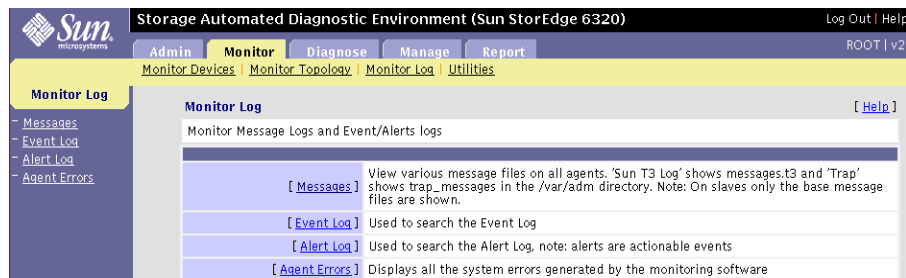 Sun.
microsystems
Storage Automated Diagnostic Environment (Sun StorEdge 6320)
Log Out | Help
Admin Monitor Diagnose Manage Report
ROOT | v2
Monitor Devices | Monitor Topology | Monitor Log | Utilities
Monitor Log
- Messages
- Event Log
- Alert Log
- Agent Errors
Monitor Log
[ Help ]
Monitor Message Logs and Event/Alerts logs
[ Messages ]
View various message files on all agents. 'Sun T3 Log' shows messages.t3 and 'Trap'
shows trap_messages in the /var/adm directory. Note: On slaves only the base message
files are shown.
[ Event Log ] Used to search the Event Log
[ Alert Log ] Used to search the Alert Log, note: alerts are actionable events
[ Agent Errors ] Displays all the system errors generated by the monitoring software